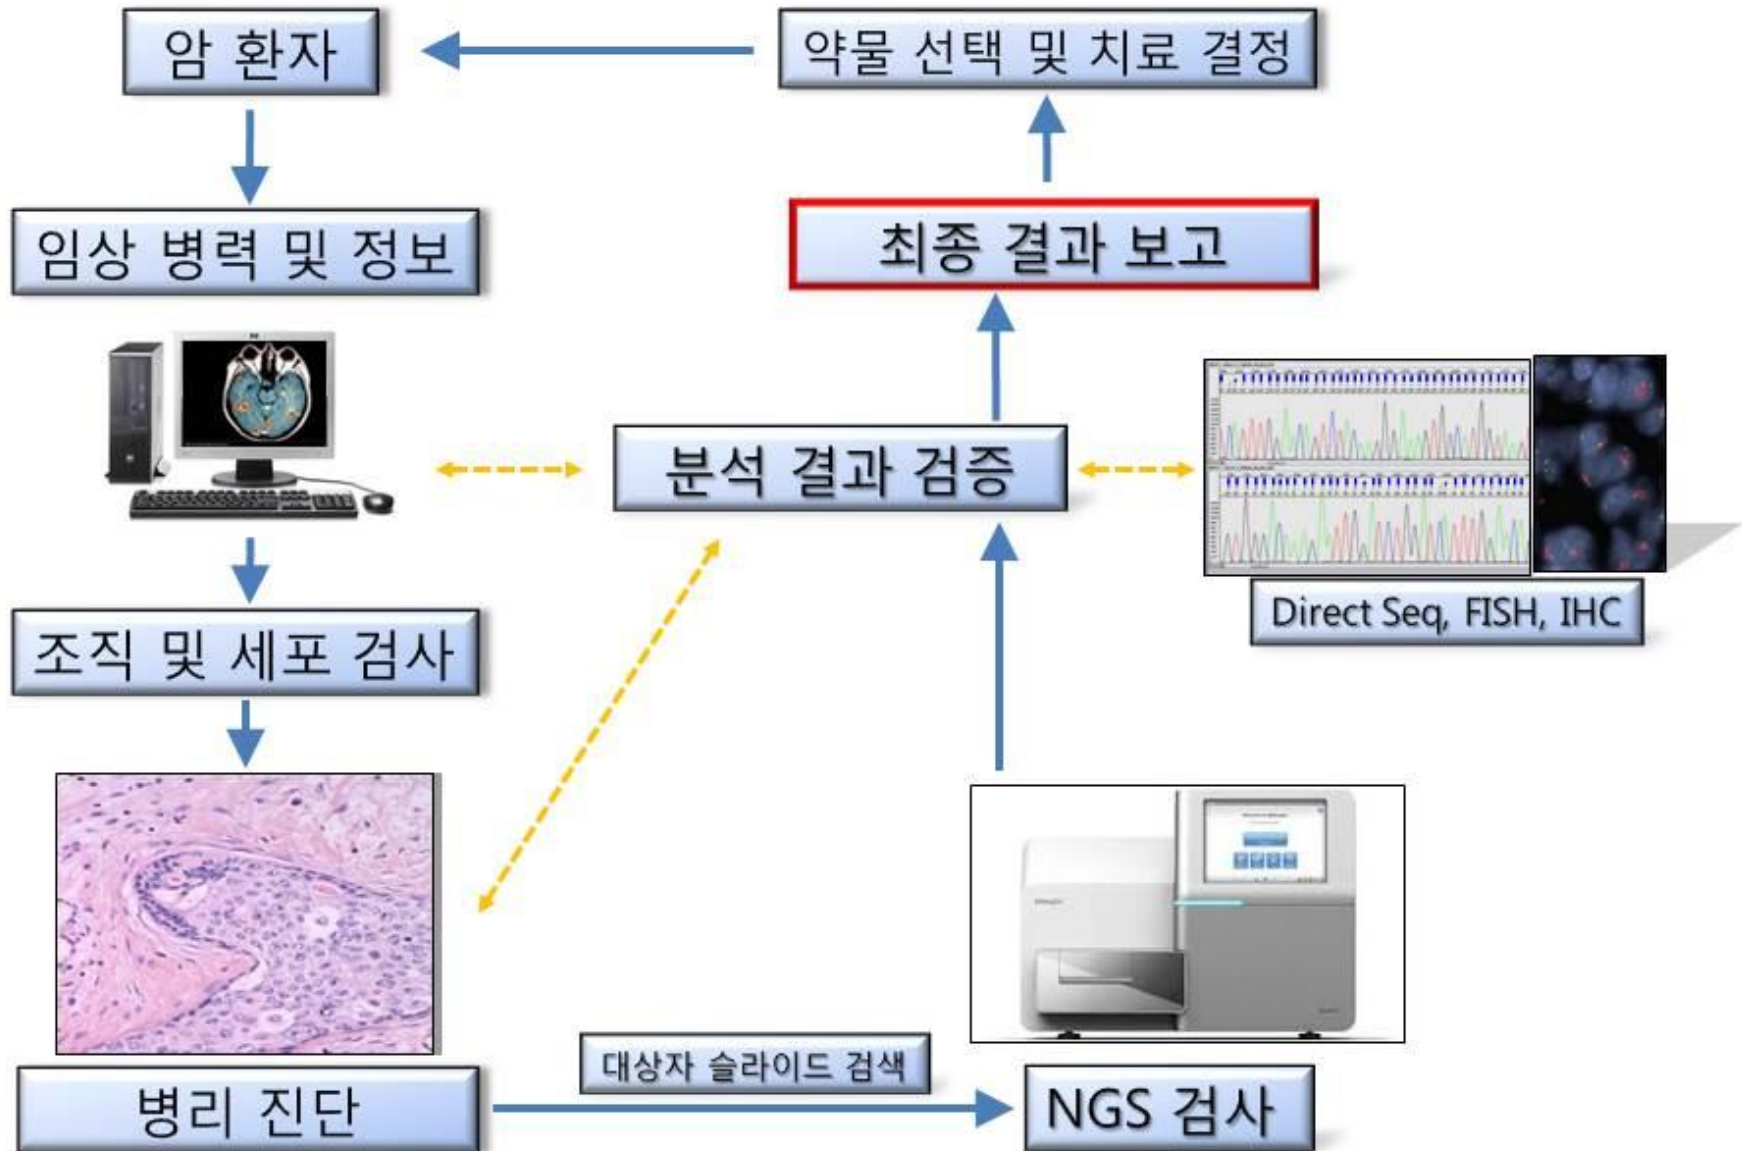 암 환자
약물 선택 및 치료 결정
임상 병력 및 정보
최종 결과 보고
분석 결과 검증
Direct Seq, FISH, IHC
조직 및 세포 검사
대상자 슬라이드 검색
병리 진단
NGS 검사